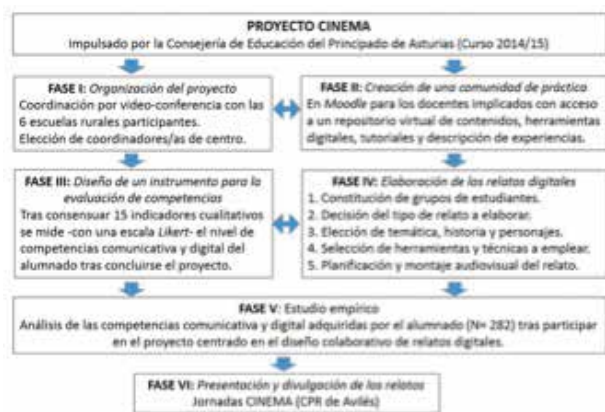 PROYECTO CINEMA
Impulsado por la Consejería de Educación del Principado de Asturias (Curso 2014/15)
FASE I: Organización del proyecto
Coordinación por video-conferencia con las
6 escuelas rurales participantes.
Elección de coordinadores/as de centro.
FASE II: Creación de una comunidad de práctica
En Moodle para los docentes implicados con acceso
a un repositorio virtual de contenidos, herramientas
digitales, tutoriales y descripción de experiencias.
FASE III: Diseño de un instrumento para la
evaluación de competencias
Tras consensuar 15 indicadores cualitativos
se mide -con una escala Likert- el nivel de
competencias comunicativa y digital del
alumnado tras concluirse el proyecto.
FASE IV: Elaboración de los relatos digitales
1. Constitución de grupos de estudiantes.
2. Decisión del tipo de relato a elaborar.
3. Elección de temática, historia y personajes.
4. Selección de herramientas y técnicas a emplear.
5. Planificación y montaje audiovisual del relato.
FASE V: Estudio empírico
Análisis de las competencias comunicativa y digital adquiridas por el alumnado (N= 282) tras participar
en el proyecto centrado en el diseño colaborativo de relatos digitales.
FASE VI: Presentación y divulgación de los relatos
Jornadas CINEMA (CPR de Avilés)